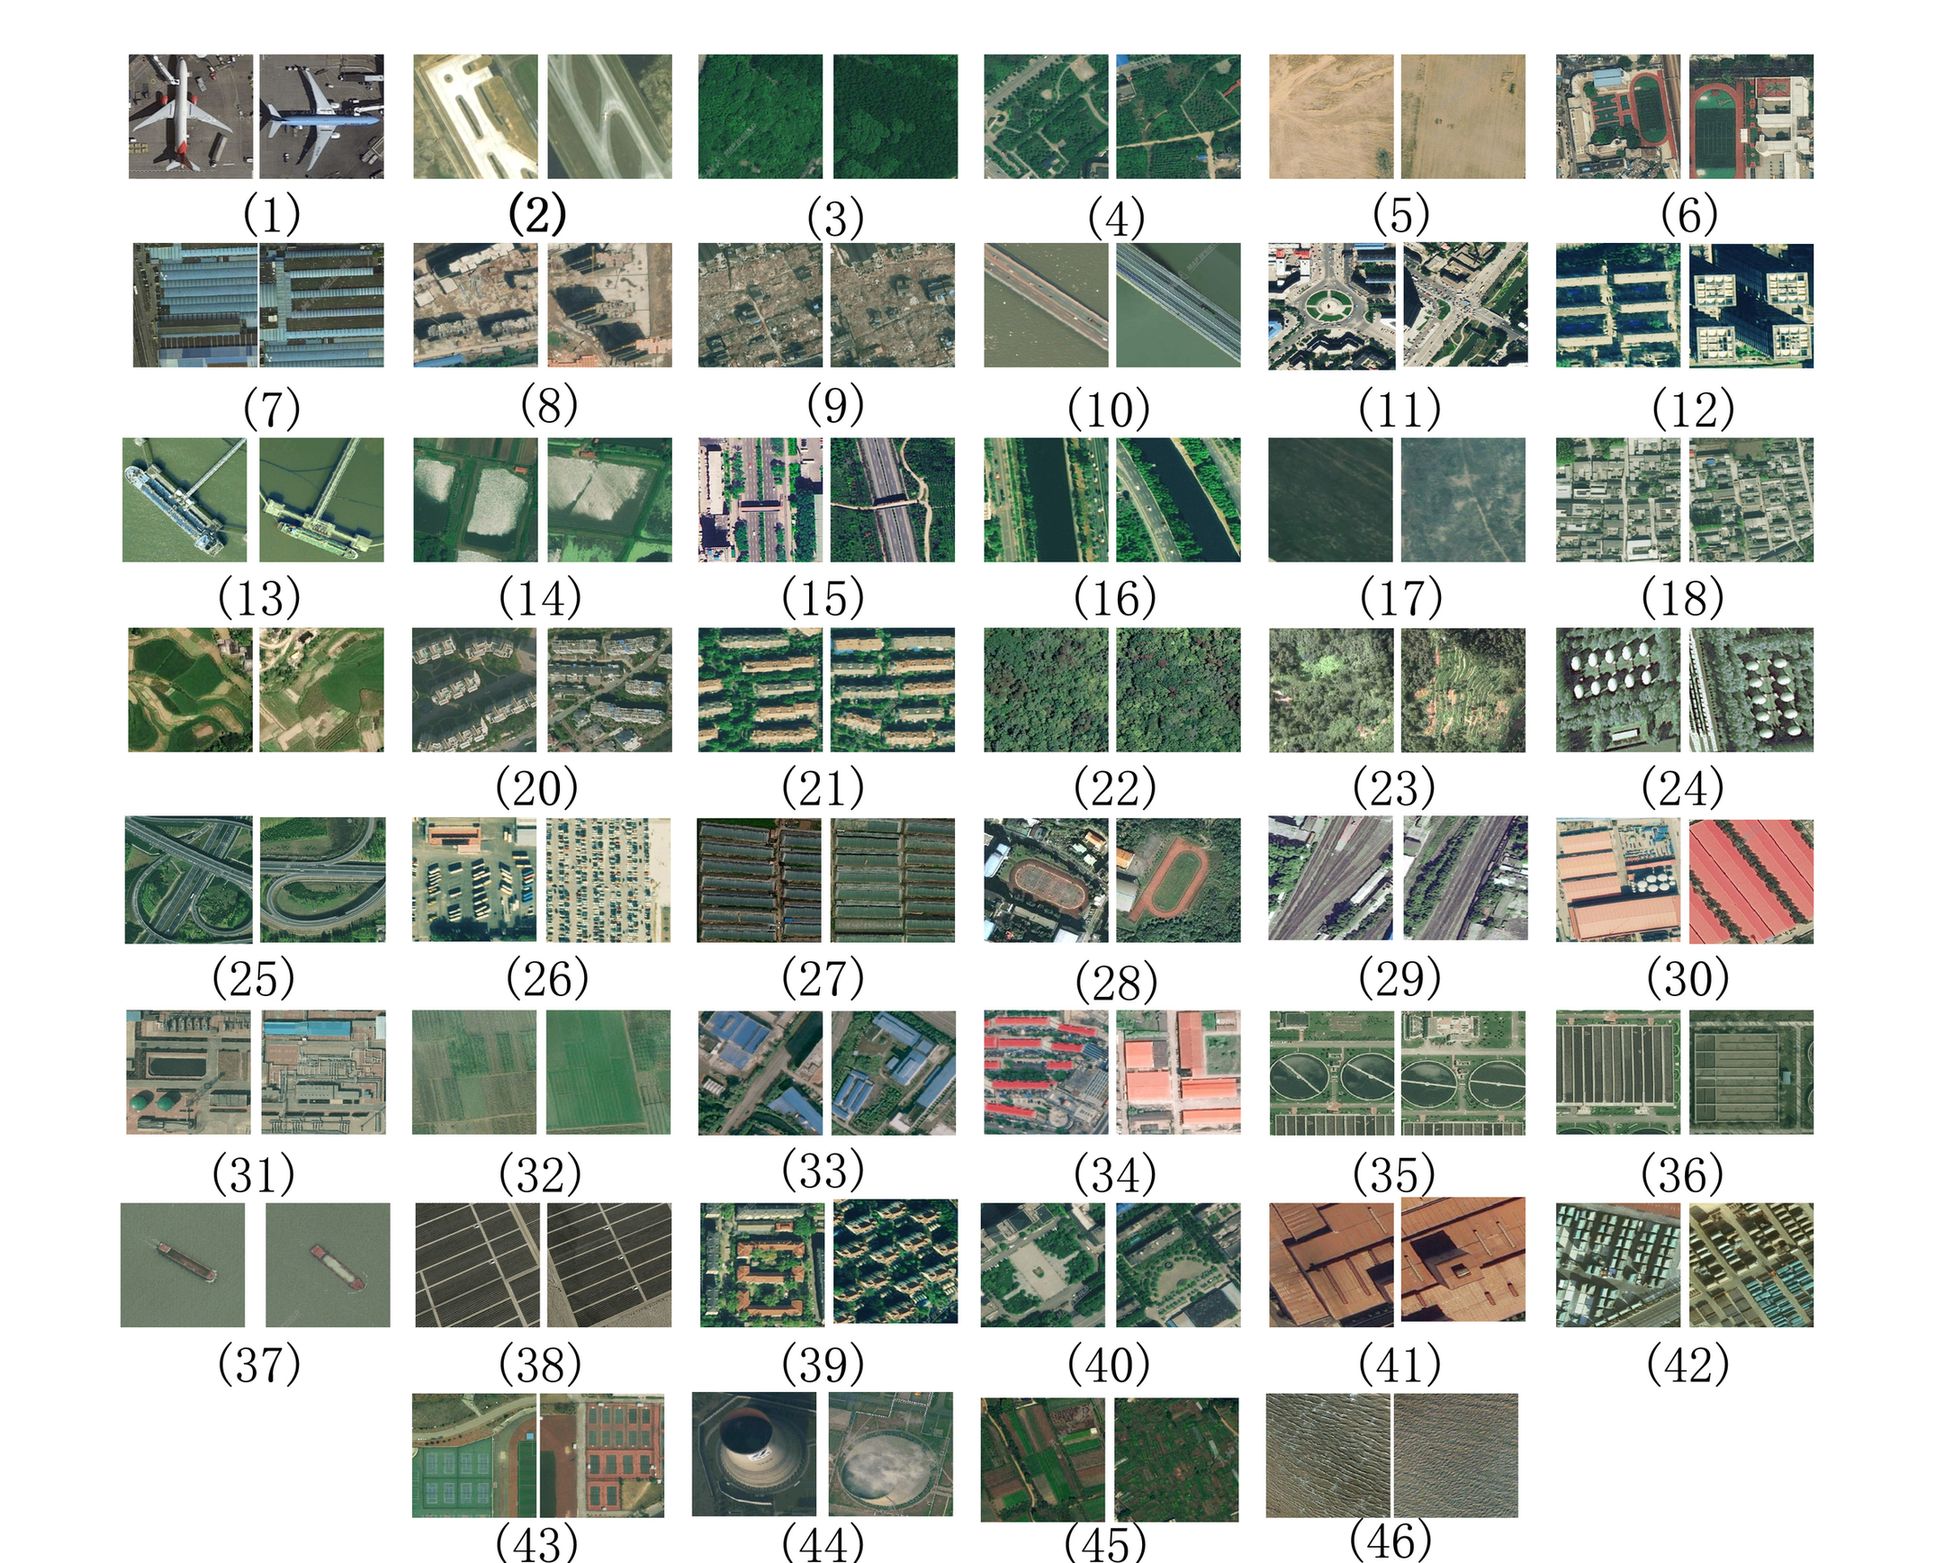 (1) (2) (3) (4) (5) (6)
(7) (8) (9) (10) (11) (12)
(13) (14) (15) (16) (17) (18)
(20) (21) (22) (23) (24)
(25) (26) (27) (28) (29) (30)
(31) (32) (33) (34) (35) (36)
(37) (38) (39) (40) (41) (42)
(43) (44) (45) (46)